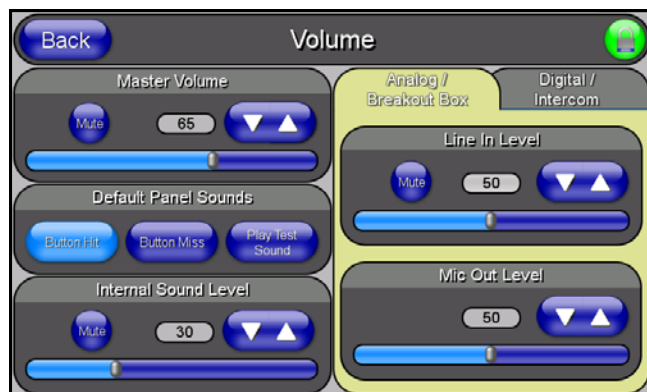 Back
Volume
Master Volume
Mute
65
Default Panel Sounds
Button Hit
Button Miss
Play Test
Sound
Internal Sound Level
Mute
30
Analog /
Breakout Box
Digital /
Intercom
Line In Level
Mute
50
Mic Out Level
50